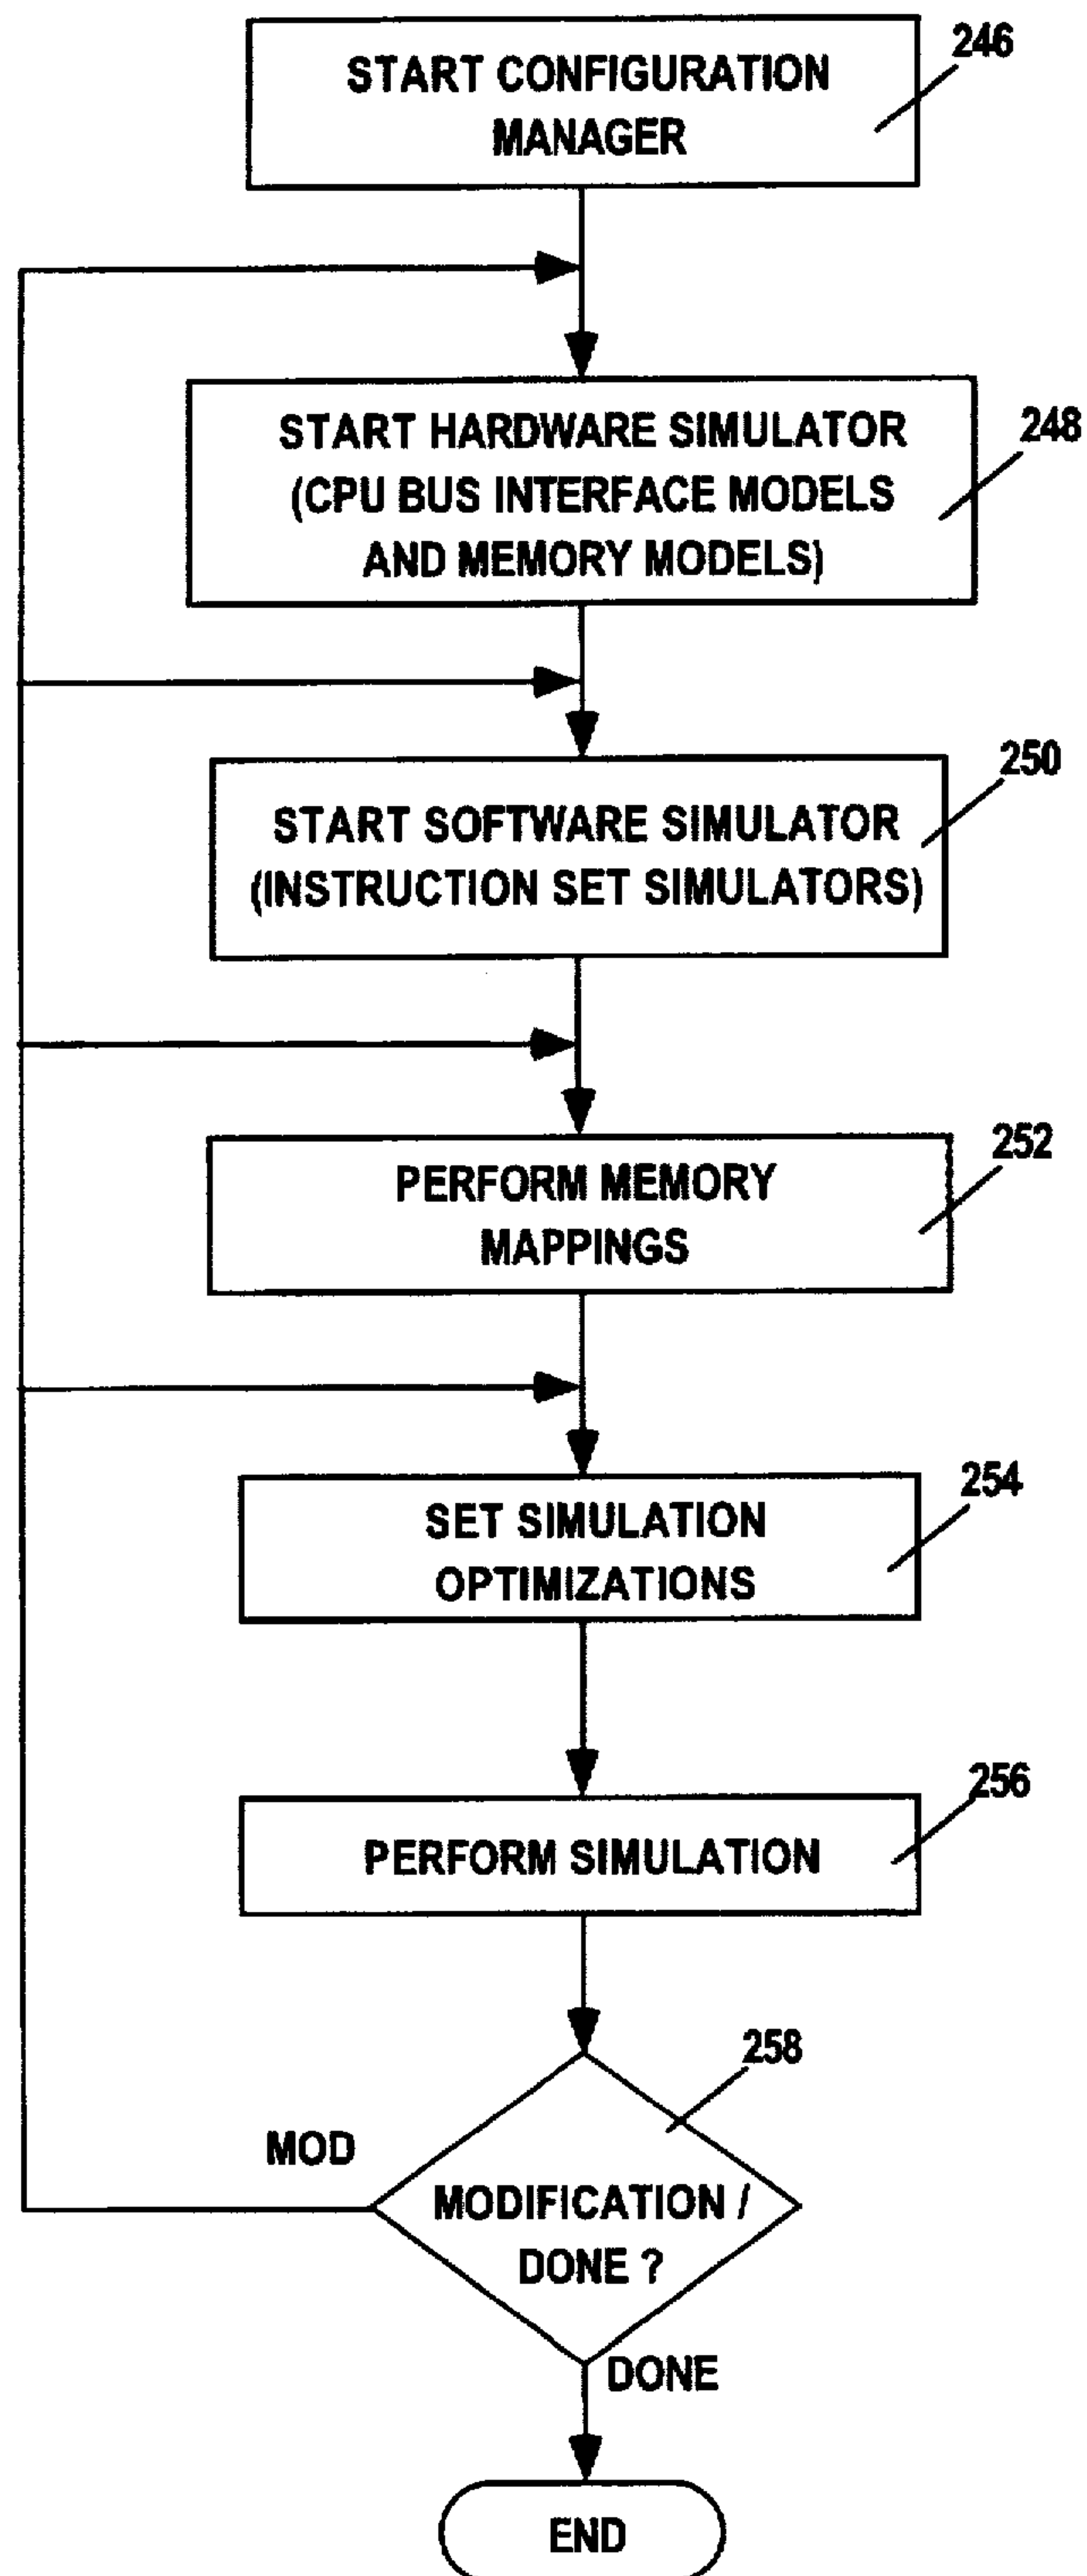 START CONFIGURATION
MANAGER
246
START HARDWARE SIMULATOR
(CPU BUS INTERFACE MODELS
AND MEMORY MODELS)
248
START SOFTWARE SIMULATOR
(INSTRUCTION SET SIMULATORS)
250
PERFORM MEMORY
MAPPINGS
252
SET SIMULATION
OPTIMIZATIONS
254
PERFORM SIMULATION
256
258
MOD
MODIFICATION /
DONE ?
DONE
END